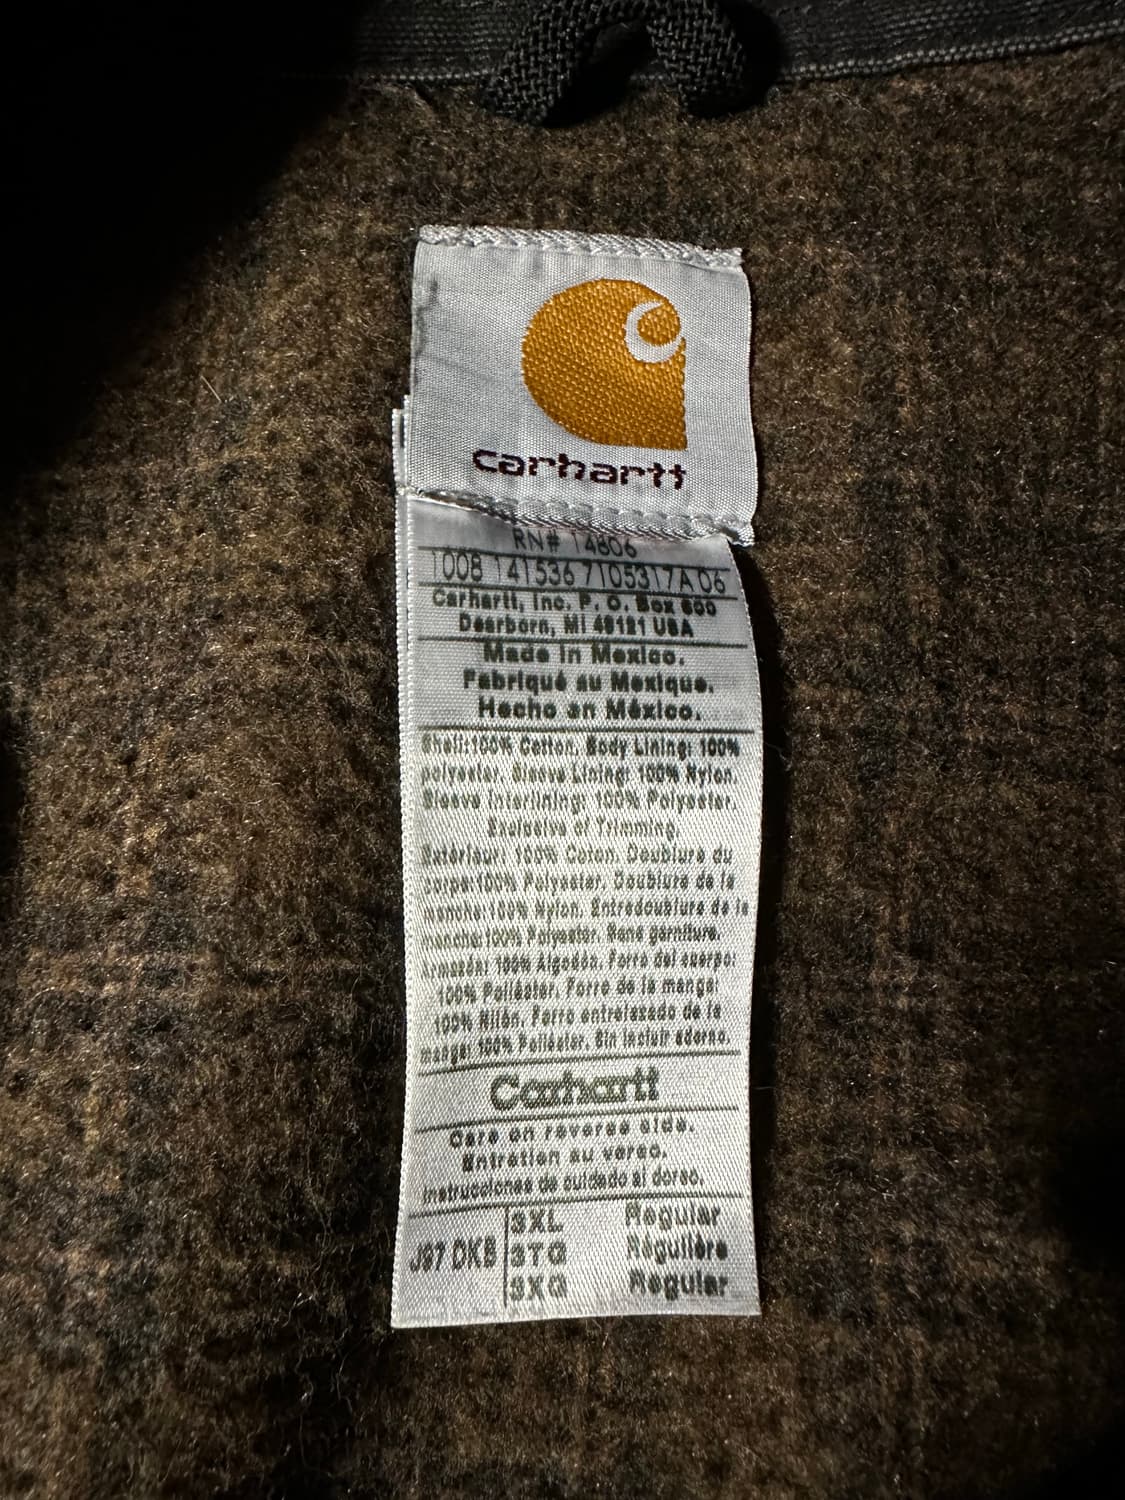 carhartt
RN# 14806
1008 141536 7105317A 06
Carhartt, Inc. P. O. Box 600
Dearborn, MI 48121 USA
Made in Mexico.
Fabriqué au Mexique.
Hecho en México.
Shell:100% Cotton. Body Lining: 100%
polyester. Sleeve Lining: 100% Nylon.
Sleeve Interlining: 100% Polyester.
Exclusive of Trimming.
Extérieur: 100% Coton. Doublure du
corps:100% Polyester. Doublure de la
manche:100% Nylon. Entredoublure de la
manche:100% Polyester. Sans garniture.
Armazón: 100% Algodón. Forro del cuerpo:
100% Poliéster. Forro de la manga:
100% Nilón. Forro entrelazado de la
manga: 100% Poliéster. Sin incluir adorno.
Carhartt
Care on reverse side.
Entretien au verso.
Instrucciones de cuidado al dorso.
J97 DKB
3XL Regular
3TG Régulière
3XG Regular